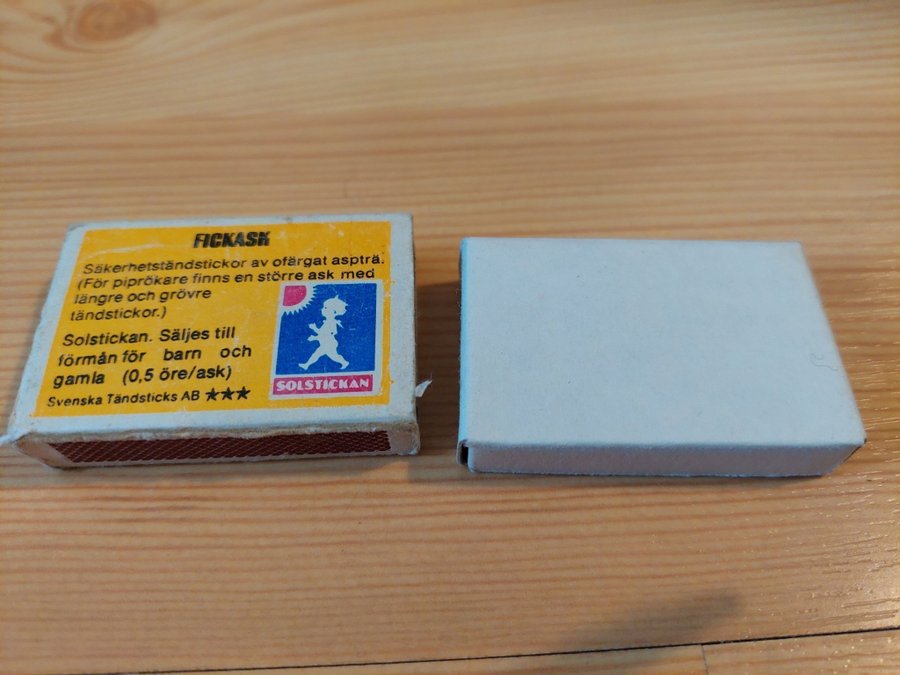 FICKASK
Säkerhetständstickor av ofärgat aspträ.
(För piprökare finns en större ask med
längre och grövre
tändstickor.)
Solstickan. Säljes till
förmån för barn och
gamla (0,5 öre/ask)
Svenska Tändsticks AB ★★★
SOLSTICKAN